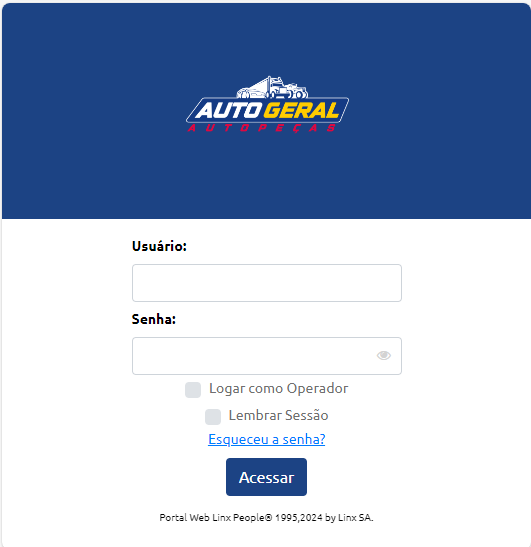 AUTO GERAL
AUTOPEÇAS
Usuário:
Senha:
Logar como Operador
Lembrar Sessão
Esqueceu a senha?
Acessar
Portal Web Linx People® 1995,2024 by Linx SA.